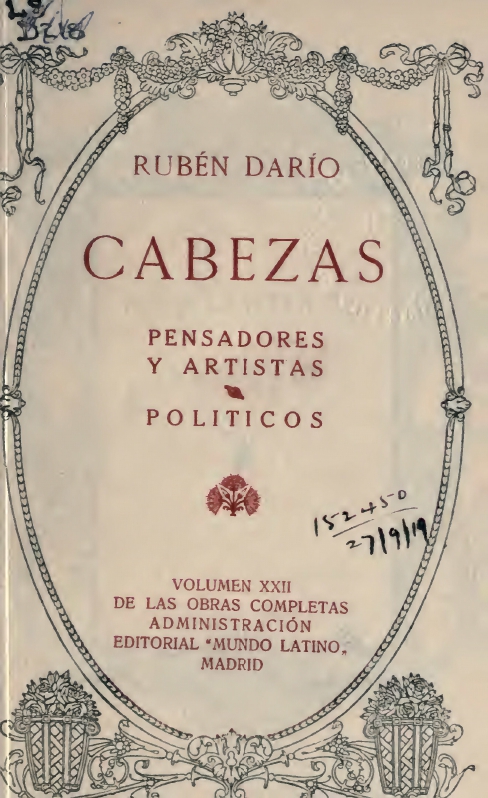 RUBÉN DARÍO
CABEZAS
PENSADORES
Y ARTISTAS
POLITICOS
152450
27/9/19
VOLUMEN XXII
DE LAS OBRAS COMPLETAS
ADMINISTRACIÓN
EDITORIAL "MUNDO LATINO„
MADRID